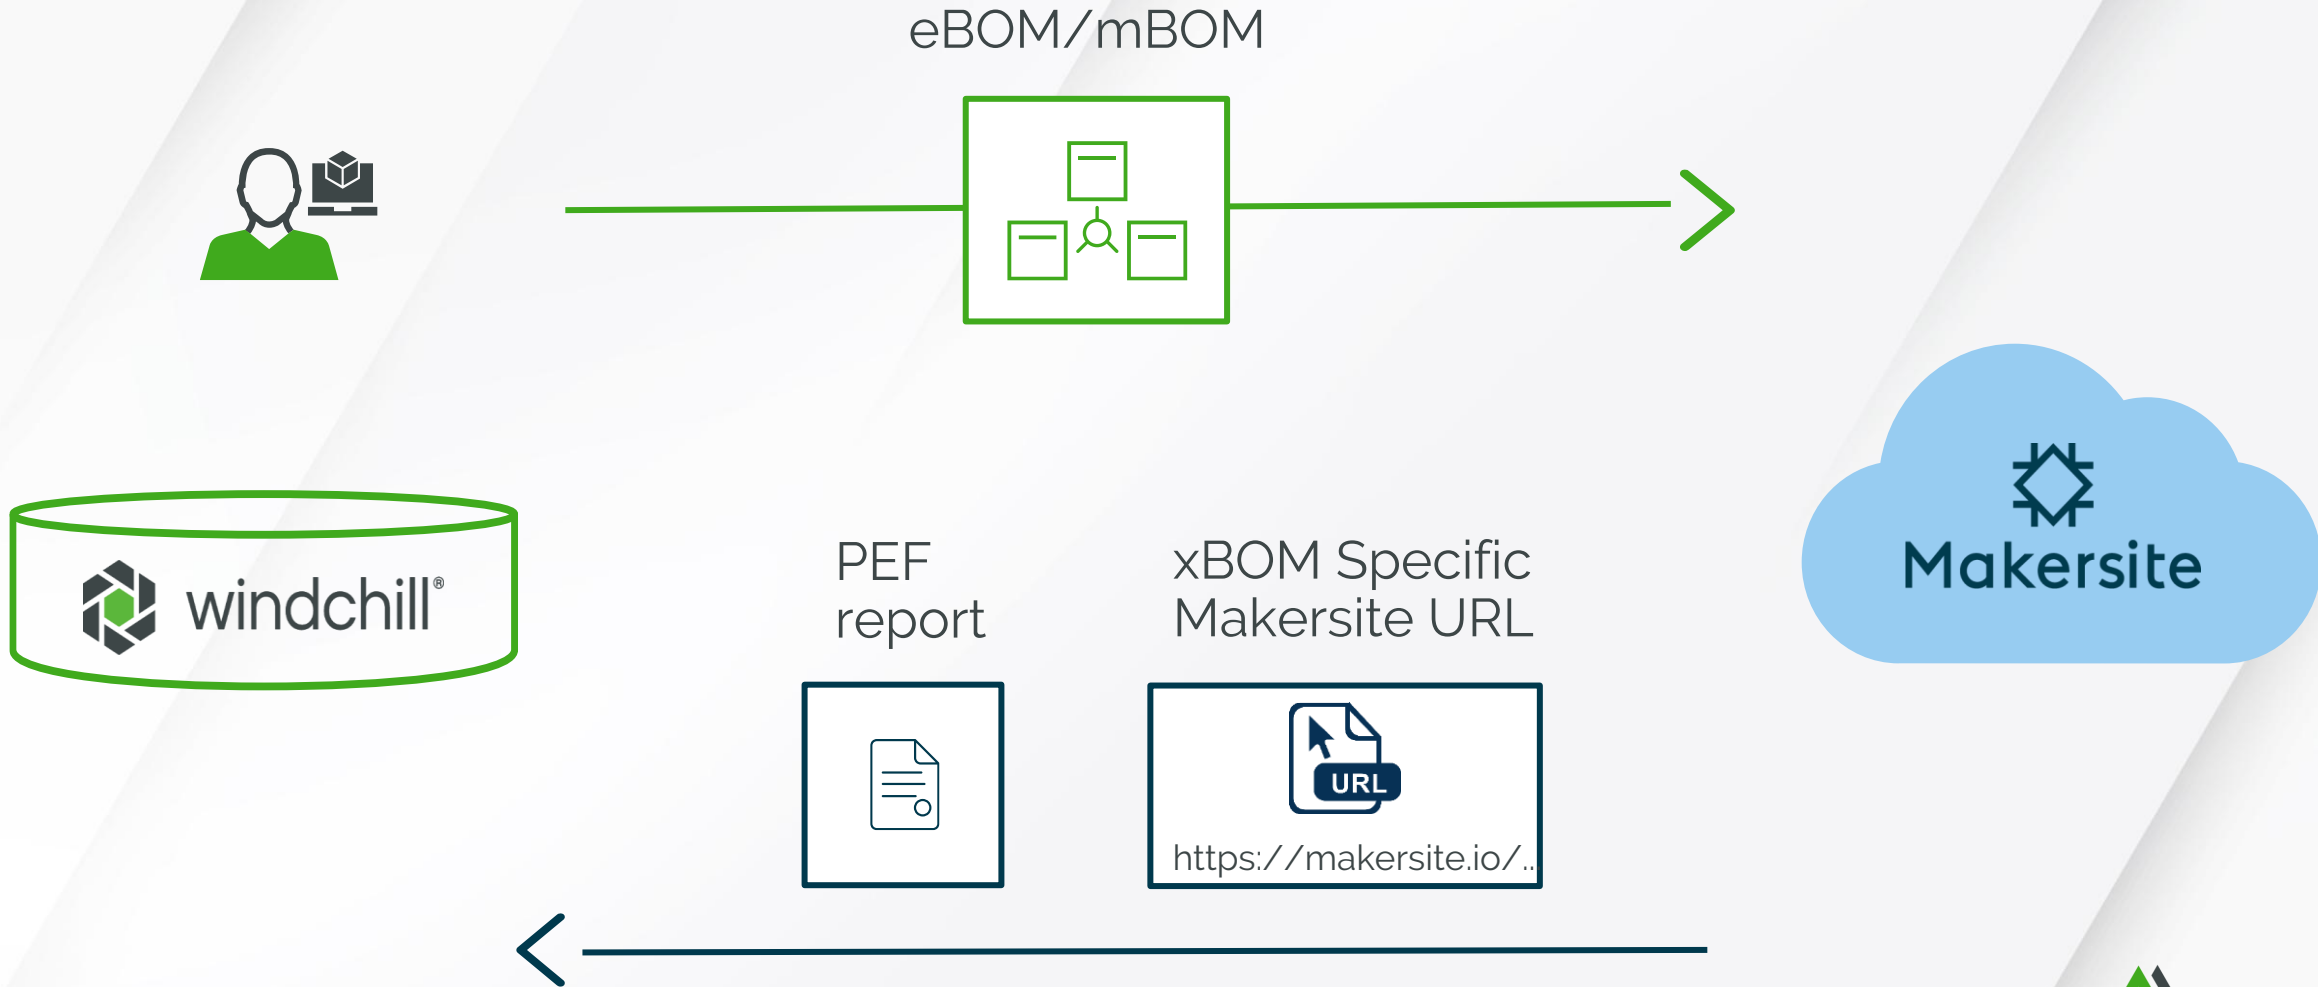 eBOM/mBOM
windchill®
PEF
report
xBOM Specific
Makersite URL
URL
https://makersite.io/..
Makersite